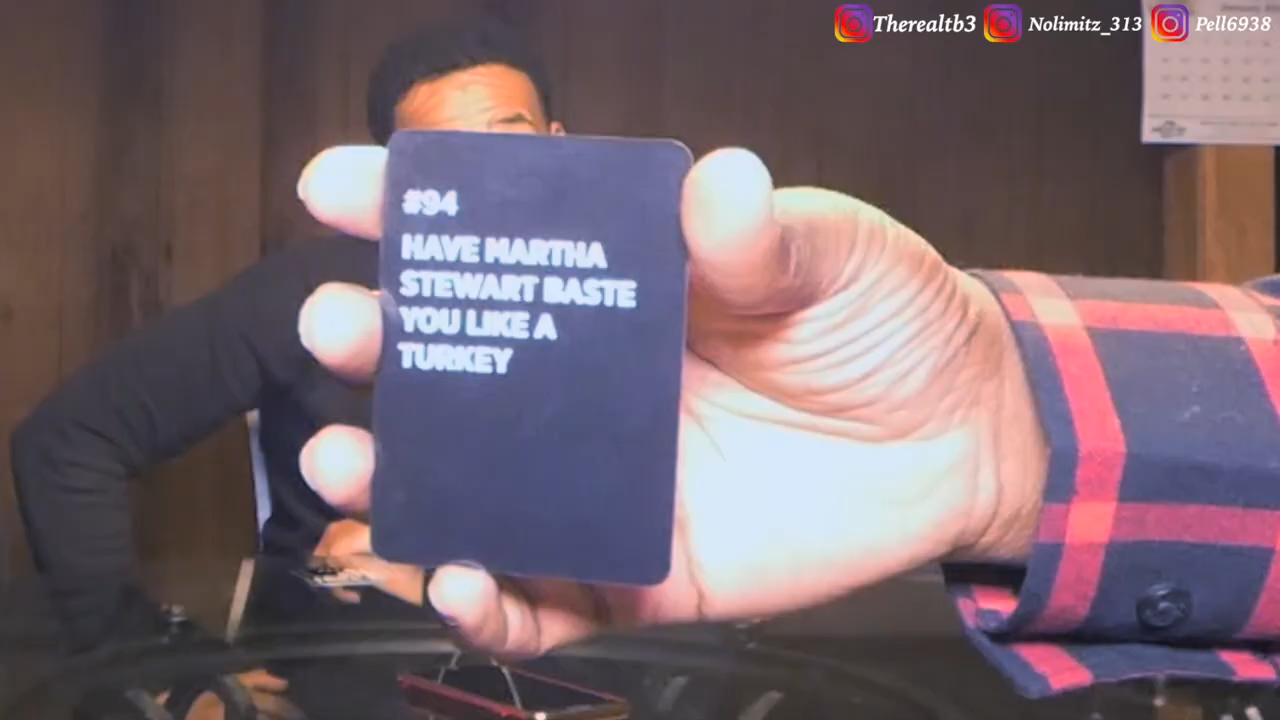 Therealtb3 Nolimitz_313 Pell6938
#94
HAVE MARTHA
STEWART BASTE
YOU LIKE A
TURKEY